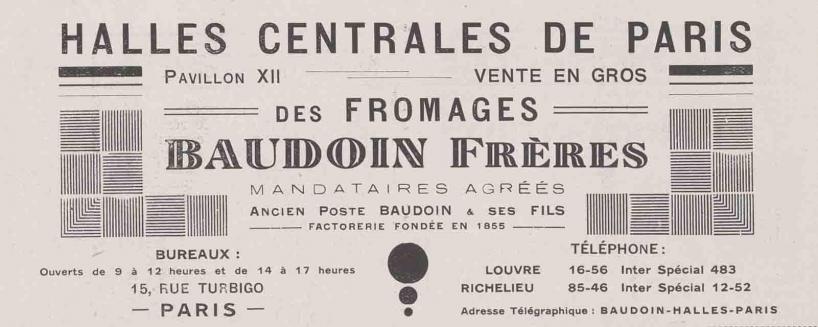 HALLES CENTRALES DE PARIS
PAVILLON XII VENTE EN GROS
DES FROMAGES
BAUDOIN FRÈRES
MANDATAIRES AGRÉÉS
ANCIEN POSTE BAUDOIN & SES FILS
FACTORERIE FONDÉE EN 1855
BUREAUX :
Ouverts de 9 à 12 heures et de 14 à 17 heures
15, RUE TURBIGO
— PARIS —
TÉLÉPHONE :
LOUVRE 16-56 Inter Spécial 483
RICHELIEU 85-46 Inter Spécial 12-52
Adresse Télégraphique : BAUDOIN-HALLES-PARIS